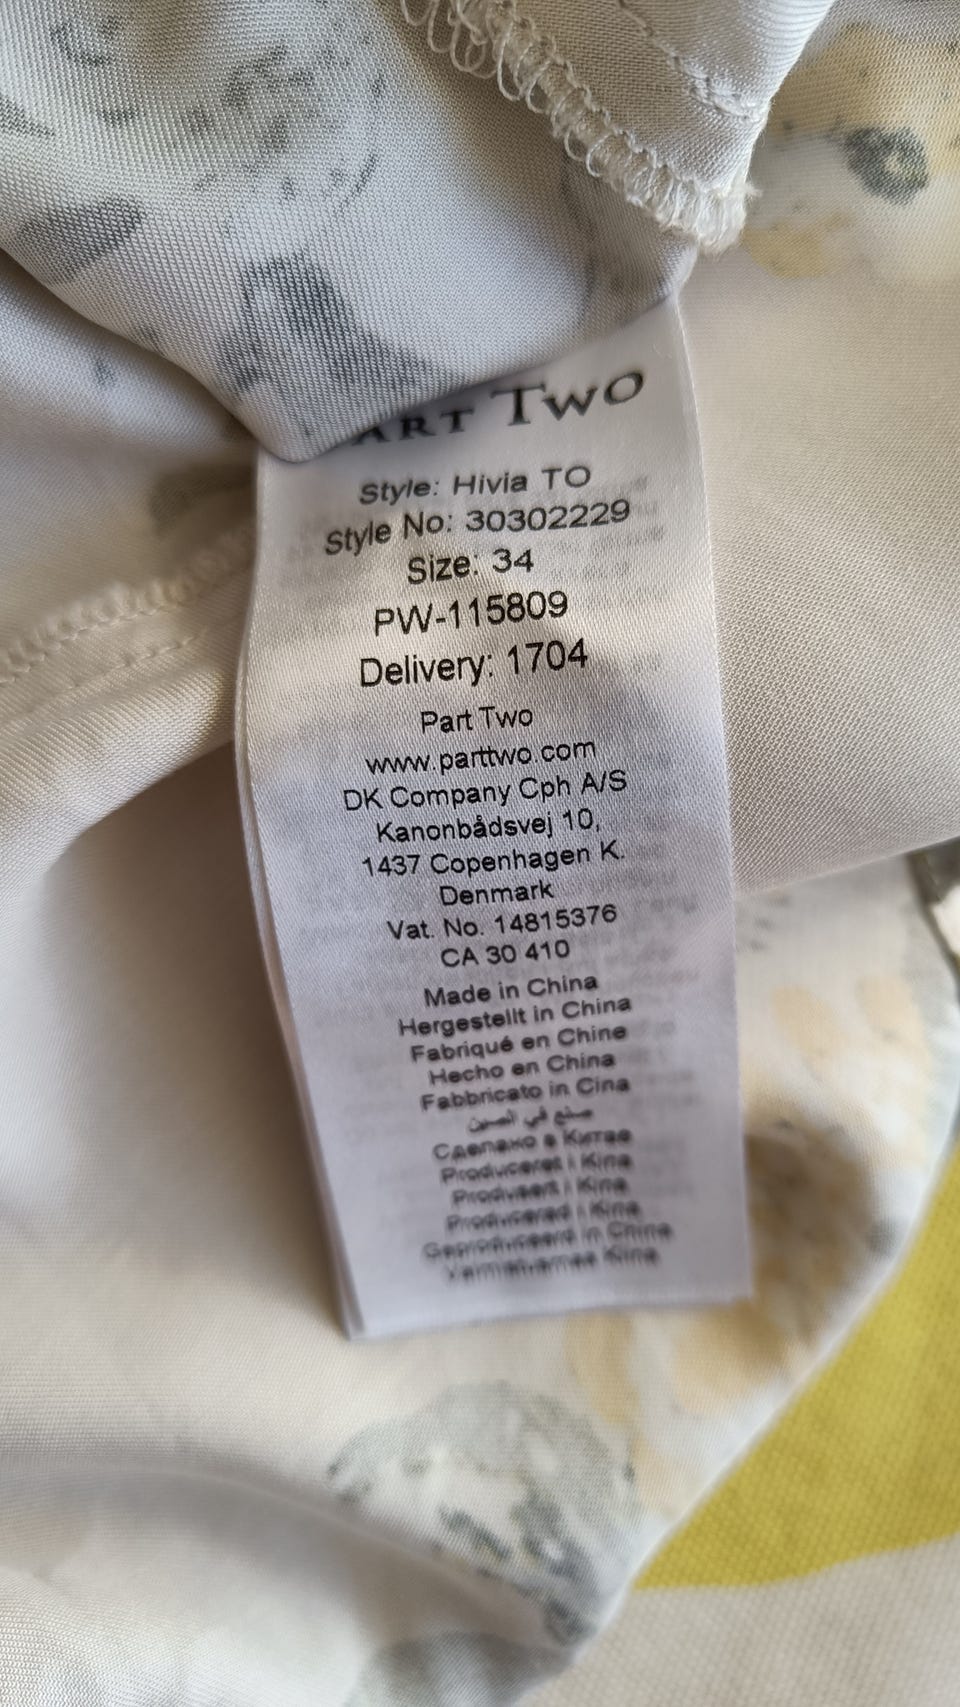 ART TWO
Style: Hivia TO
Style No: 30302229
Size: 34
PW-115809
Delivery: 1704
Part Two
www.parttwo.com
DK Company Cph A/S
Kanonbådsvej 10,
1437 Copenhagen K.
Denmark
Vat. No. 14815376
CA 30 410
Made in China
Hergestellt in China
Fabriqué en Chine
Hecho en China
Fabbricato in Cina
صنع في الصين
Сделано в Китае
Produceret i Kina
Produsert i Kina
Producerad i Kina
Geproduceerd in China
Kiina